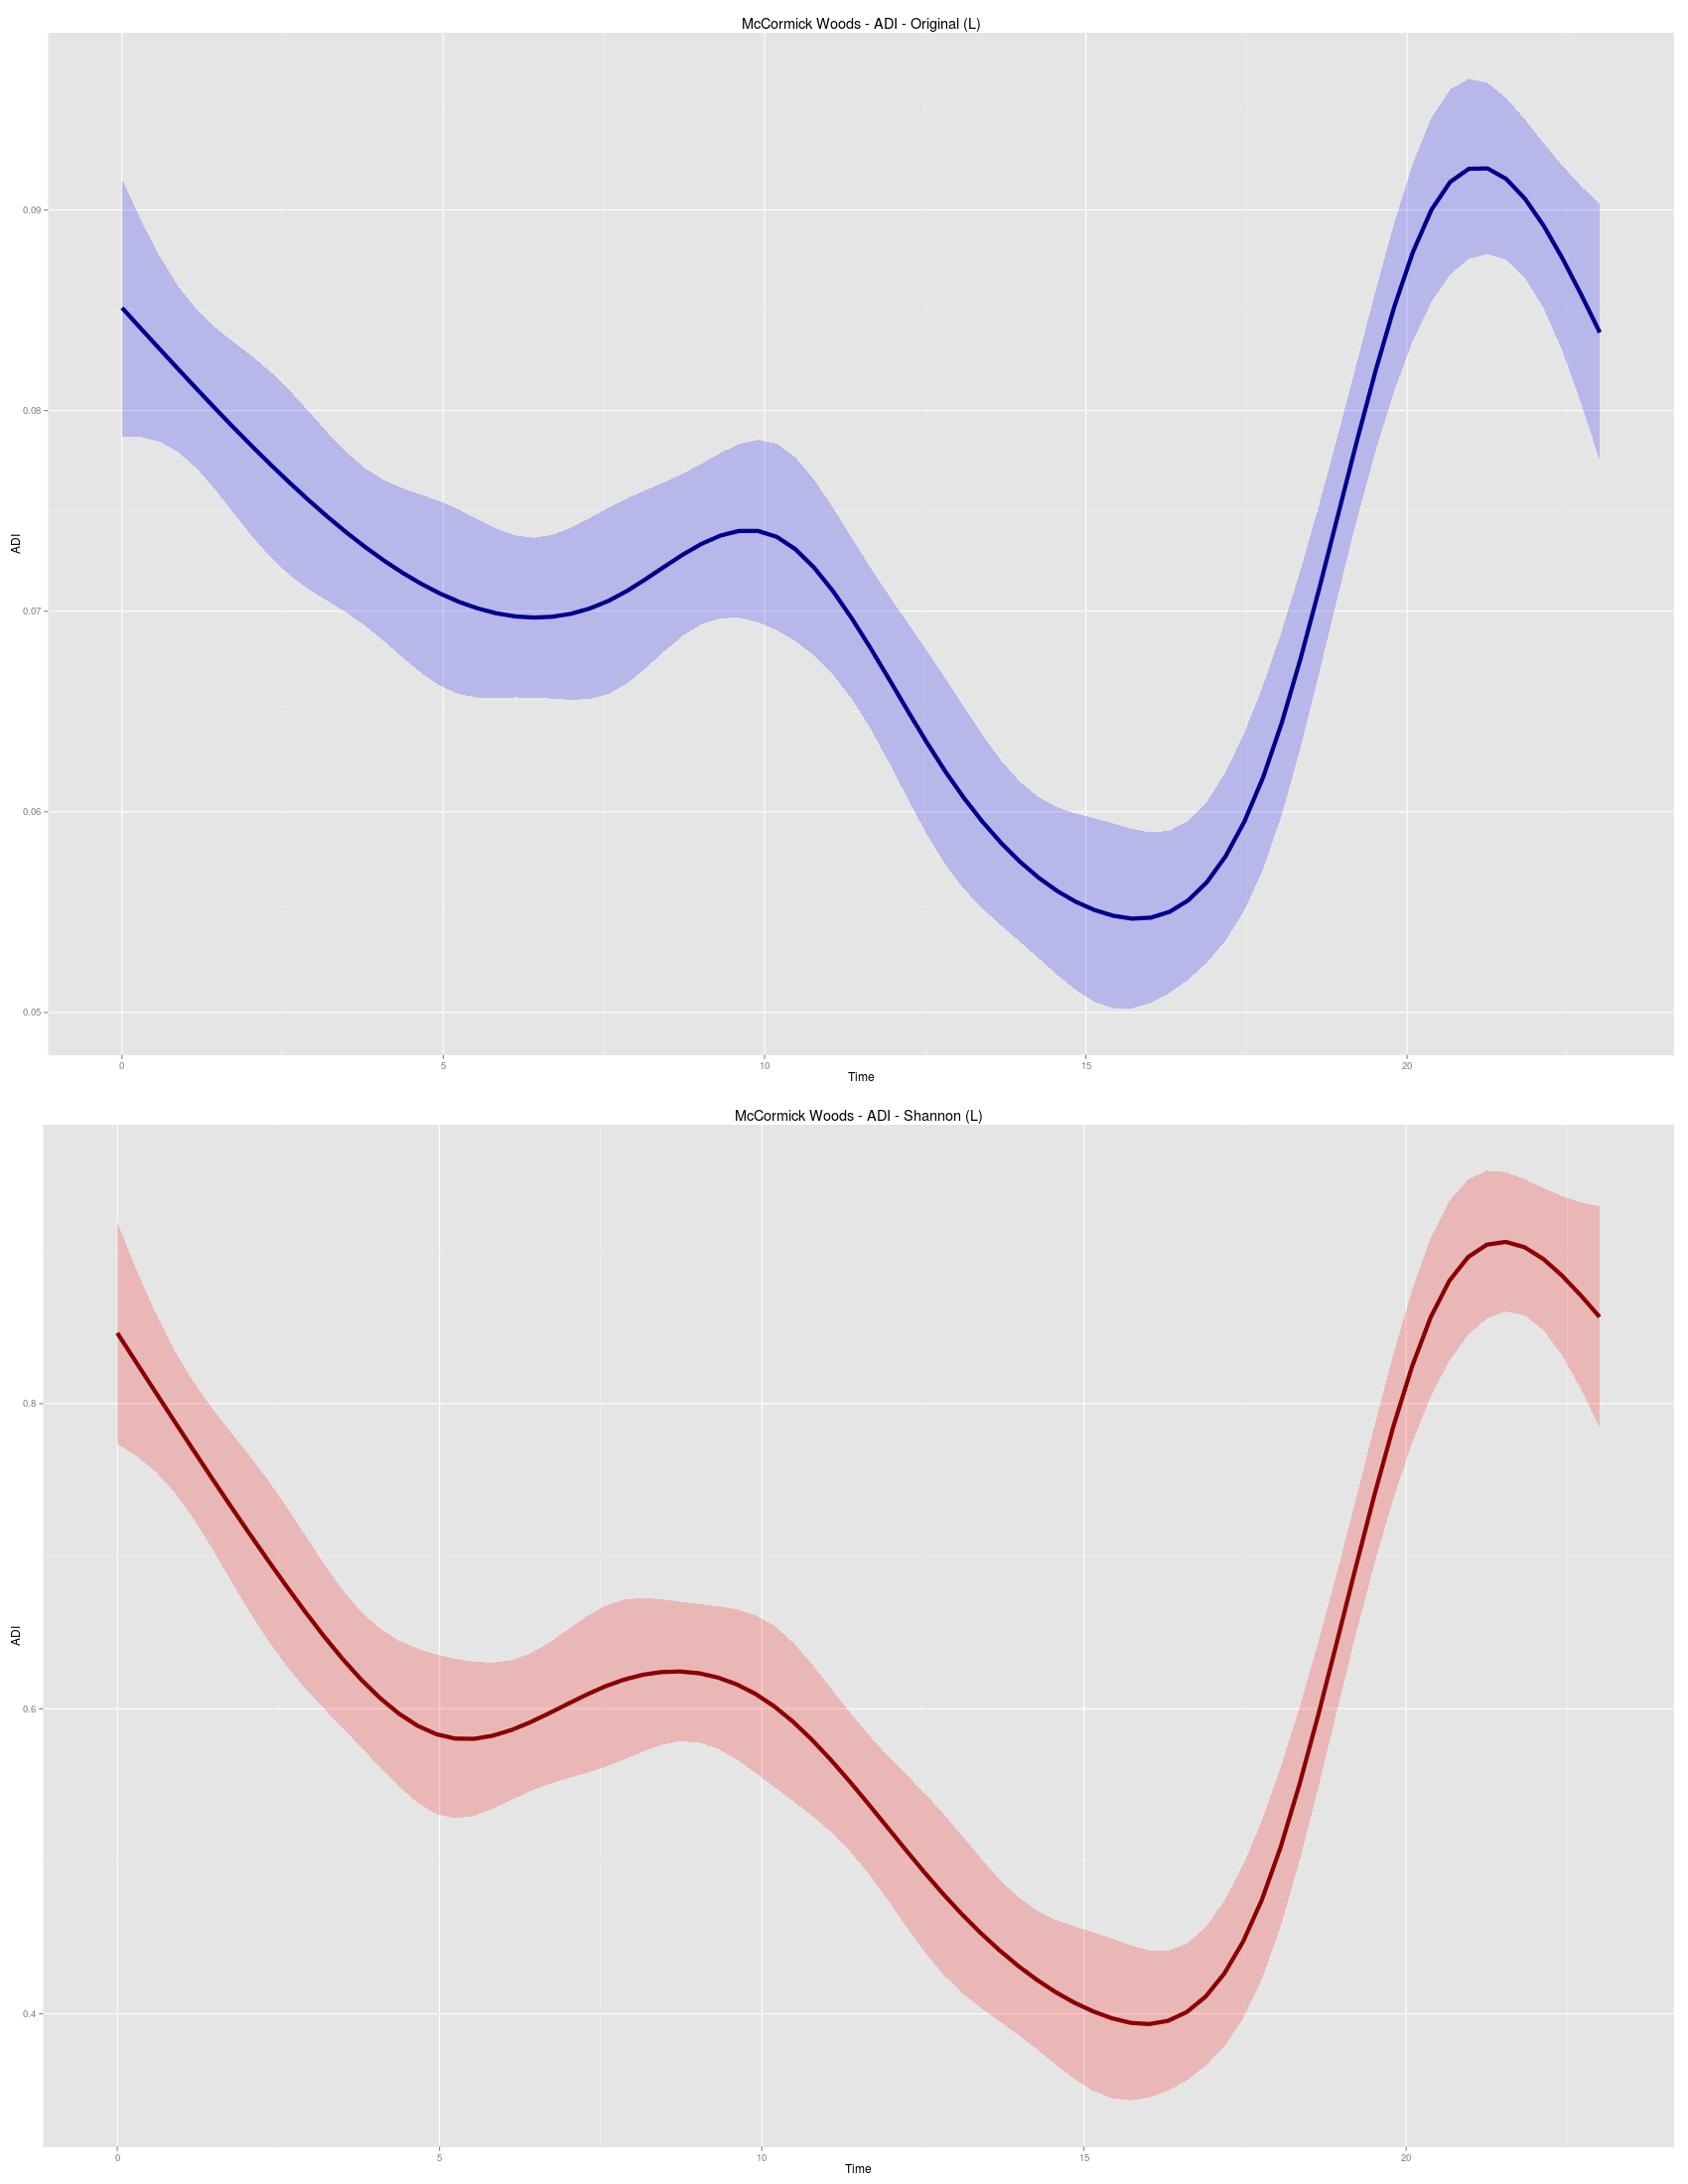 McCormick Woods - ADI - Original (L)
0.09
0.08
ADI
0.07
0.06
0.05
0 5 10 15 20
Time
McCormick Woods - ADI - Shannon (L)
0.8
ADI
0.6
0.4
0 5 10 15 20
Time